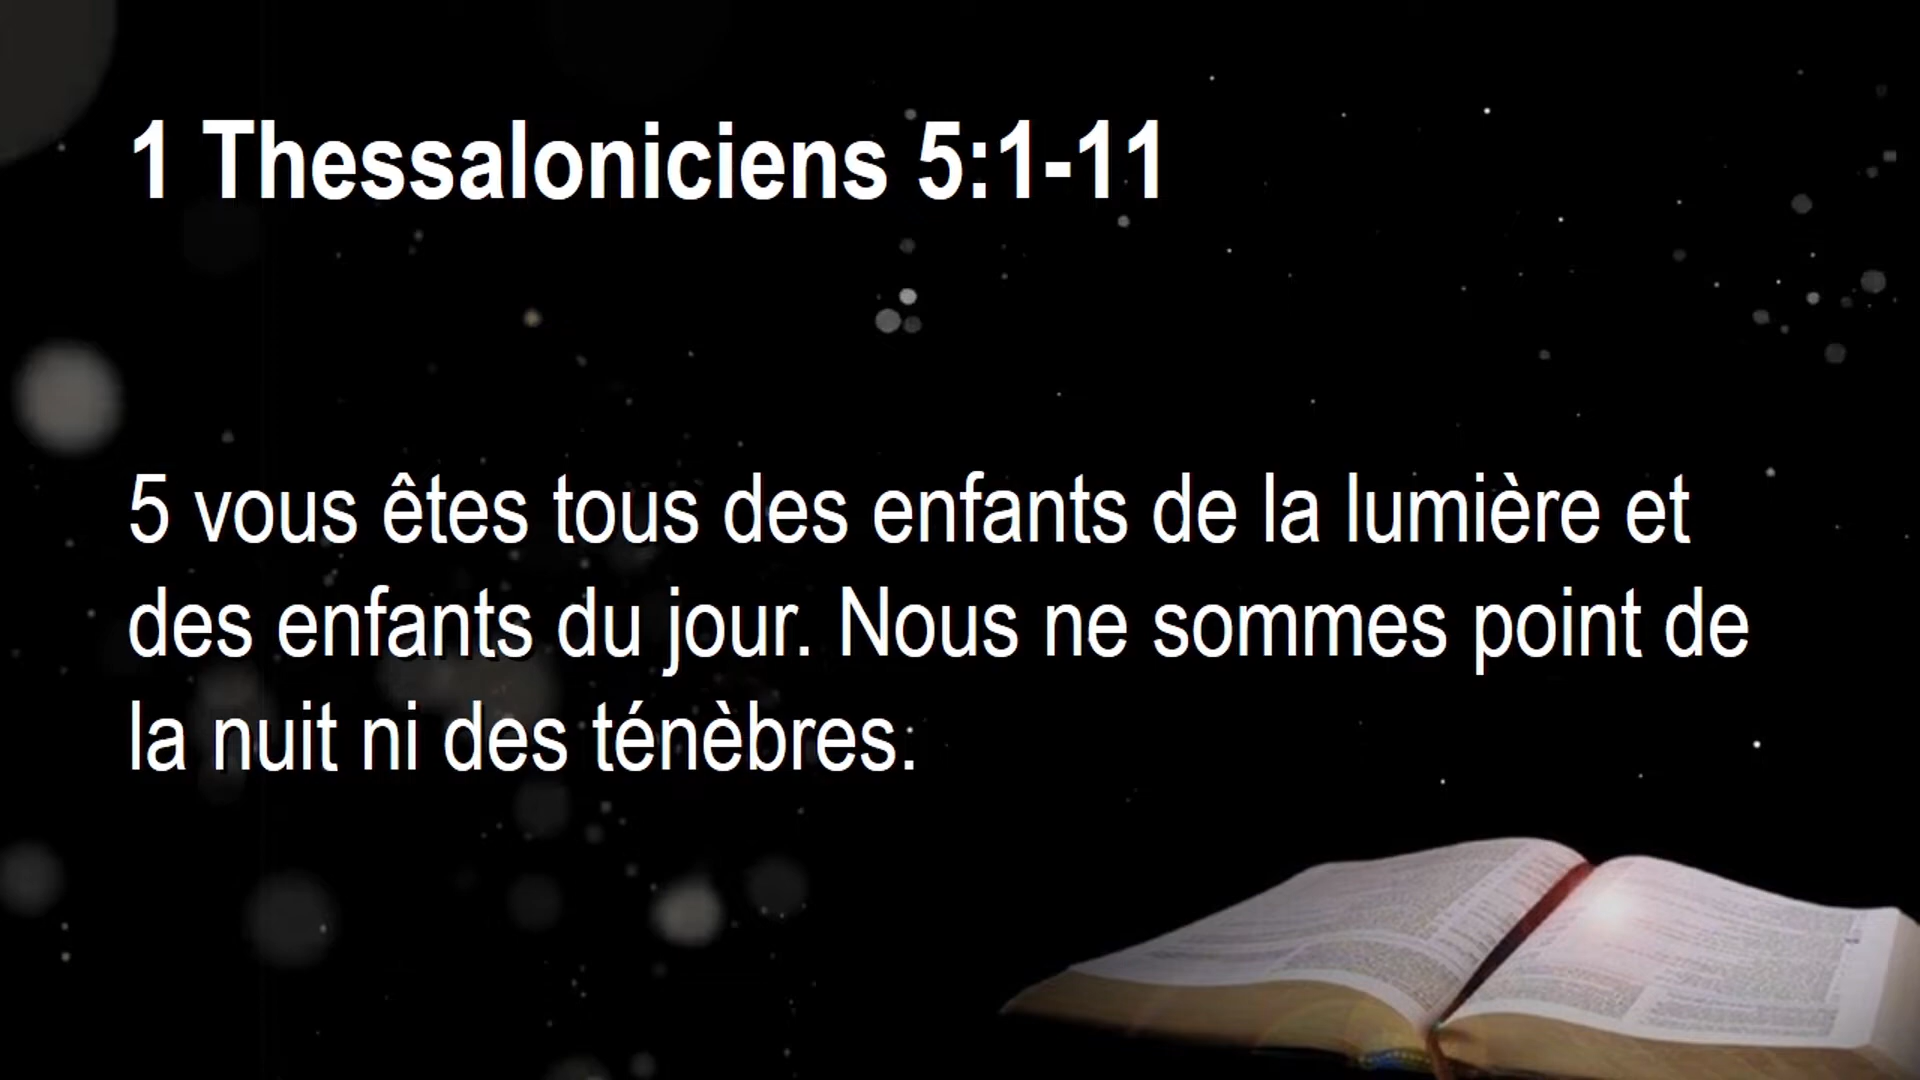 1 Thessaloniciens 5:1-11
5 vous êtes tous des enfants de la lumière et
des enfants du jour. Nous ne sommes point de
la nuit ni des ténèbres.